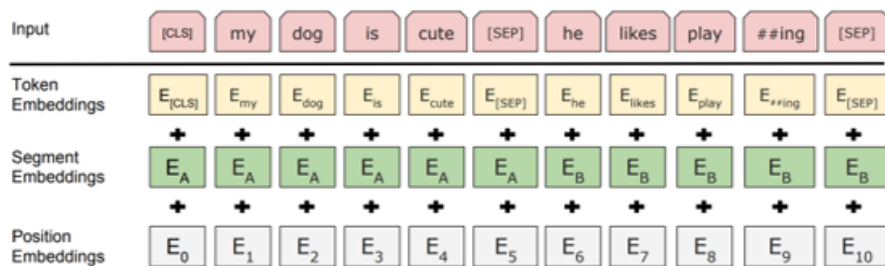 Input [CLS] my dog is cute [SEP] he likes play ##ing [SEP]
Token Embeddings E[CLS] Emy Edog Eis Ecute E[SEP] Ehe Elikes Eplay E##ing E[SEP]
+ + + + + + + + + + +
Segment Embeddings EA EA EA EA EA EA EB EB EB EB EB
+ + + + + + + + + + +
Position Embeddings E0 E1 E2 E3 E4 E5 E6 E7 E8 E9 E10